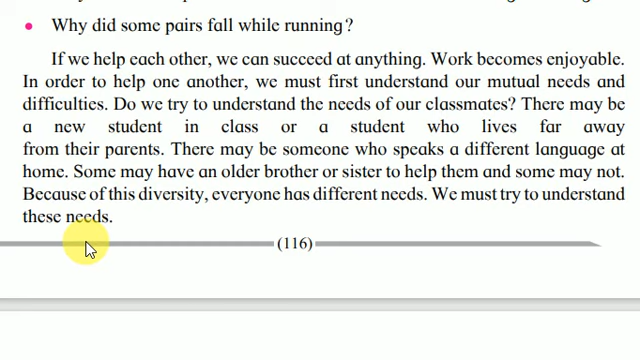 Why did some pairs fall while running?
If we help each other, we can succeed at anything. Work becomes enjoyable.
In order to help one another, we must first understand our mutual needs and
difficulties. Do we try to understand the needs of our classmates? There may be
a new student in class or a student who lives far away
from their parents. There may be someone who speaks a different language at
home. Some may have an older brother or sister to help them and some may not.
Because of this diversity, everyone has different needs. We must try to understand
these needs.
(116)